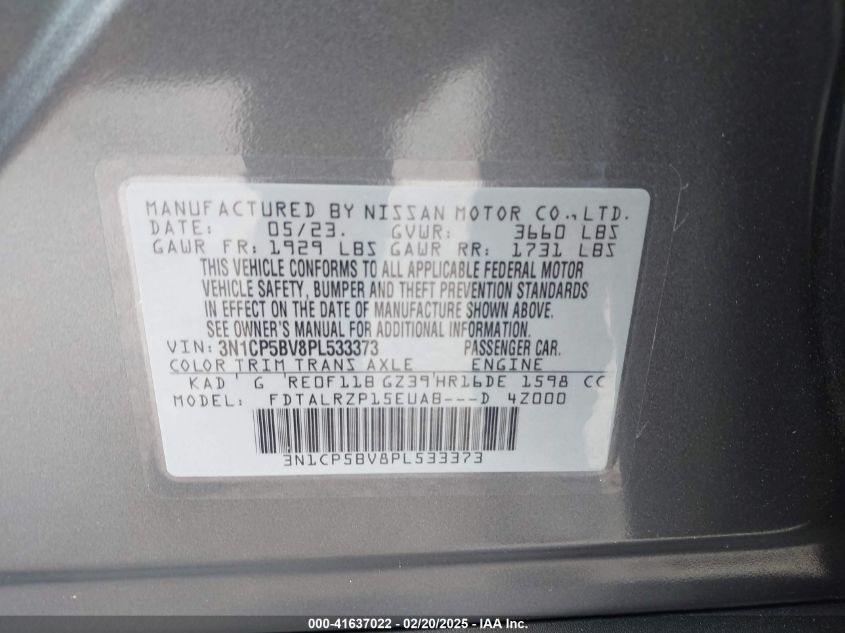 MANUFACTURED BY NISSAN MOTOR CO.,LTD.
DATE: 05/23. GVWR: 3660 LBS
GAWR FR: 1929 LBS GAWR RR: 1731 LBS
THIS VEHICLE CONFORMS TO ALL APPLICABLE FEDERAL MOTOR
VEHICLE SAFETY, BUMPER AND THEFT PREVENTION STANDARDS
IN EFFECT ON THE DATE OF MANUFACTURE SHOWN ABOVE.
SEE OWNER'S MANUAL FOR ADDITIONAL INFORMATION.
VIN: 3N1CP5BV8PL533373 PASSENGER CAR.
COLOR TRIM TRANS AXLE ENGINE
KAD G RE0F11B GZ39 HR16DE 1598 CC
MODEL: FDTALRZP15EUAB---D 4Z000
3N1CP5BV8PL533373
000-41637022 - 02/20/2025 - IAA Inc.